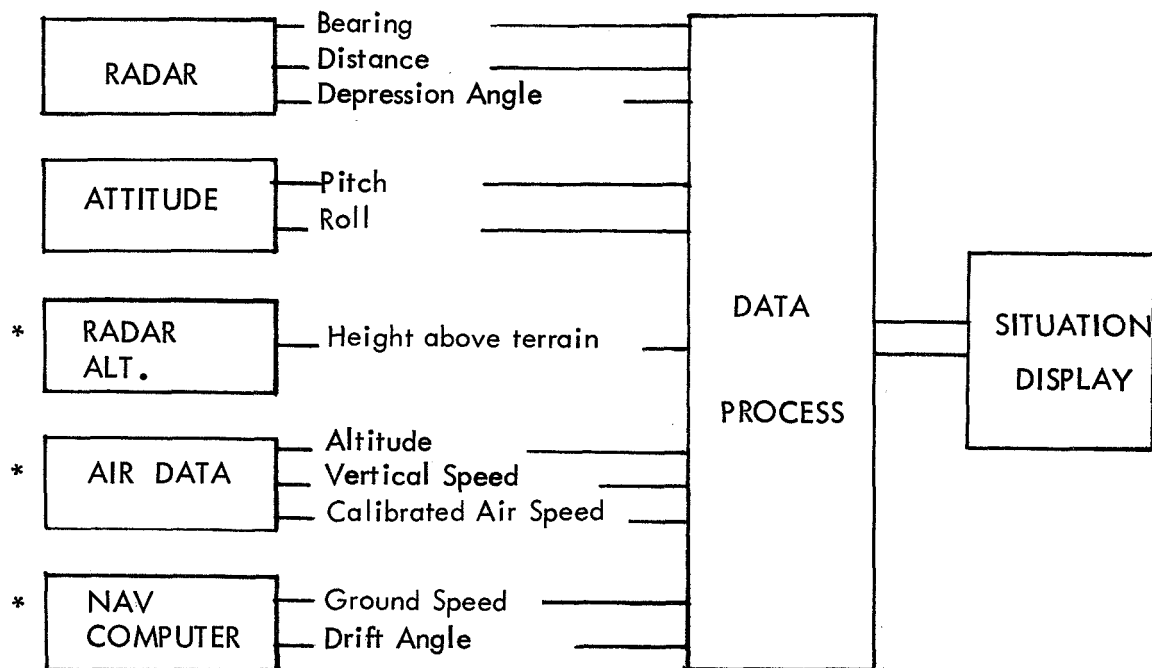 Bearing
RADAR
Distance
Depression Angle
ATTITUDE
Pitch
Roll
* RADAR
ALT.
Height above terrain
* AIR DATA
Altitude
Vertical Speed
Calibrated Air Speed
* NAV
COMPUTER
Ground Speed
Drift Angle
DATA
PROCESS
SITUATION
DISPLAY